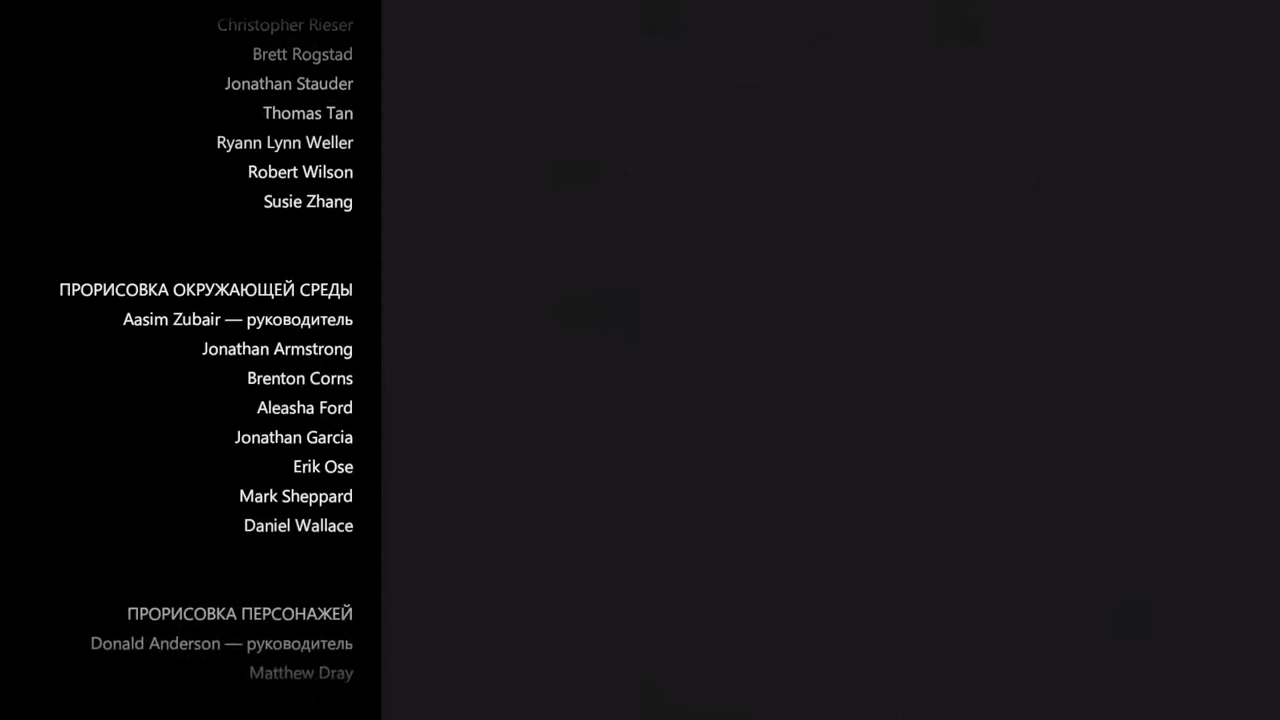 Christopher Rieser
Brett Rogstad
Jonathan Stauder
Thomas Tan
Ryann Lynn Weller
Robert Wilson
Susie Zhang
ПРОРИСОВКА ОКРУЖАЮЩЕЙ СРЕДЫ
Aasim Zubair — руководитель
Jonathan Armstrong
Brenton Corns
Aleasha Ford
Jonathan Garcia
Erik Ose
Mark Sheppard
Daniel Wallace
ПРОРИСОВКА ПЕРСОНАЖЕЙ
Donald Anderson — руководитель
Matthew Dray